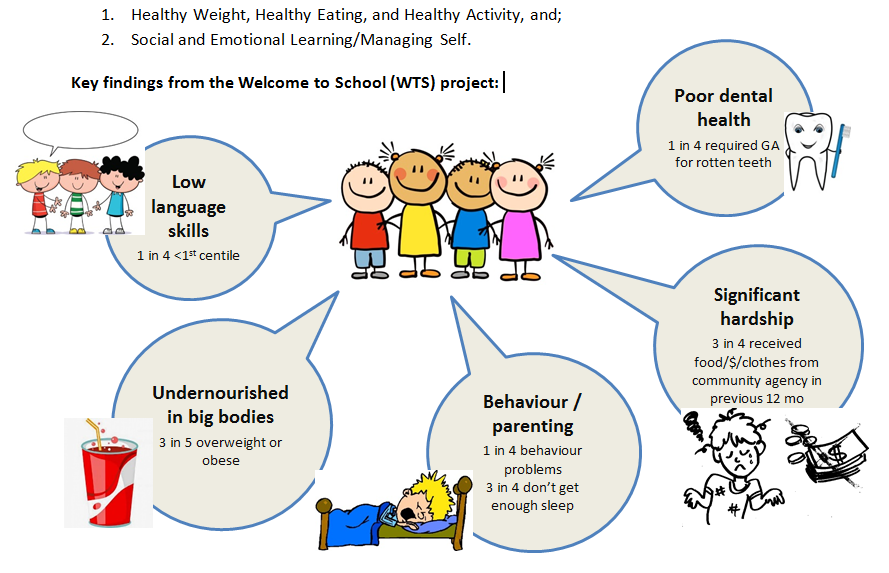 1. Healthy Weight, Healthy Eating, and Healthy Activity, and;
2. Social and Emotional Learning/Managing Self.
Key findings from the Welcome to School (WTS) project:
Poor dental
health
1 in 4 required GA
for rotten teeth
Low
language
skills
1 in 4 <1st centile
Significant
hardship
3 in 4 received
food/$/clothes from
community agency in
previous 12 mo
Undernourished
in big bodies
3 in 5 overweight or
obese
Behaviour /
parenting
1 in 4 behaviour
problems
3 in 4 don't get
enough sleep